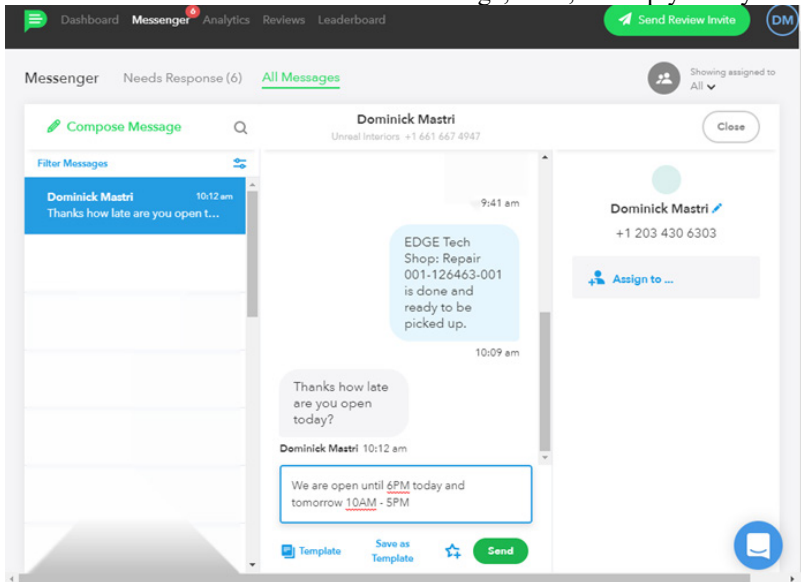 Dashboard Messenger 6 Analytics Reviews Leaderboard Send Review Invite DM
Messenger Needs Response (6) All Messages
Showing assigned to
All
Compose Message
Dominick Mastri
Unreal Interiors +1 661 667 4947
Close
Filter Messages
Dominick Mastri 10:12 am
Thanks how late are you open t...
9:41 am
EDGE Tech
Shop: Repair
001-126463-001
is done and
ready to be
picked up.
10:09 am
Thanks how late
are you open
today?
Dominick Mastri 10:12 am
We are open until 6PM today and
tomorrow 10AM - 5PM
Template
Save as
Template
Send
Dominick Mastri
+1 203 430 6303
Assign to ...